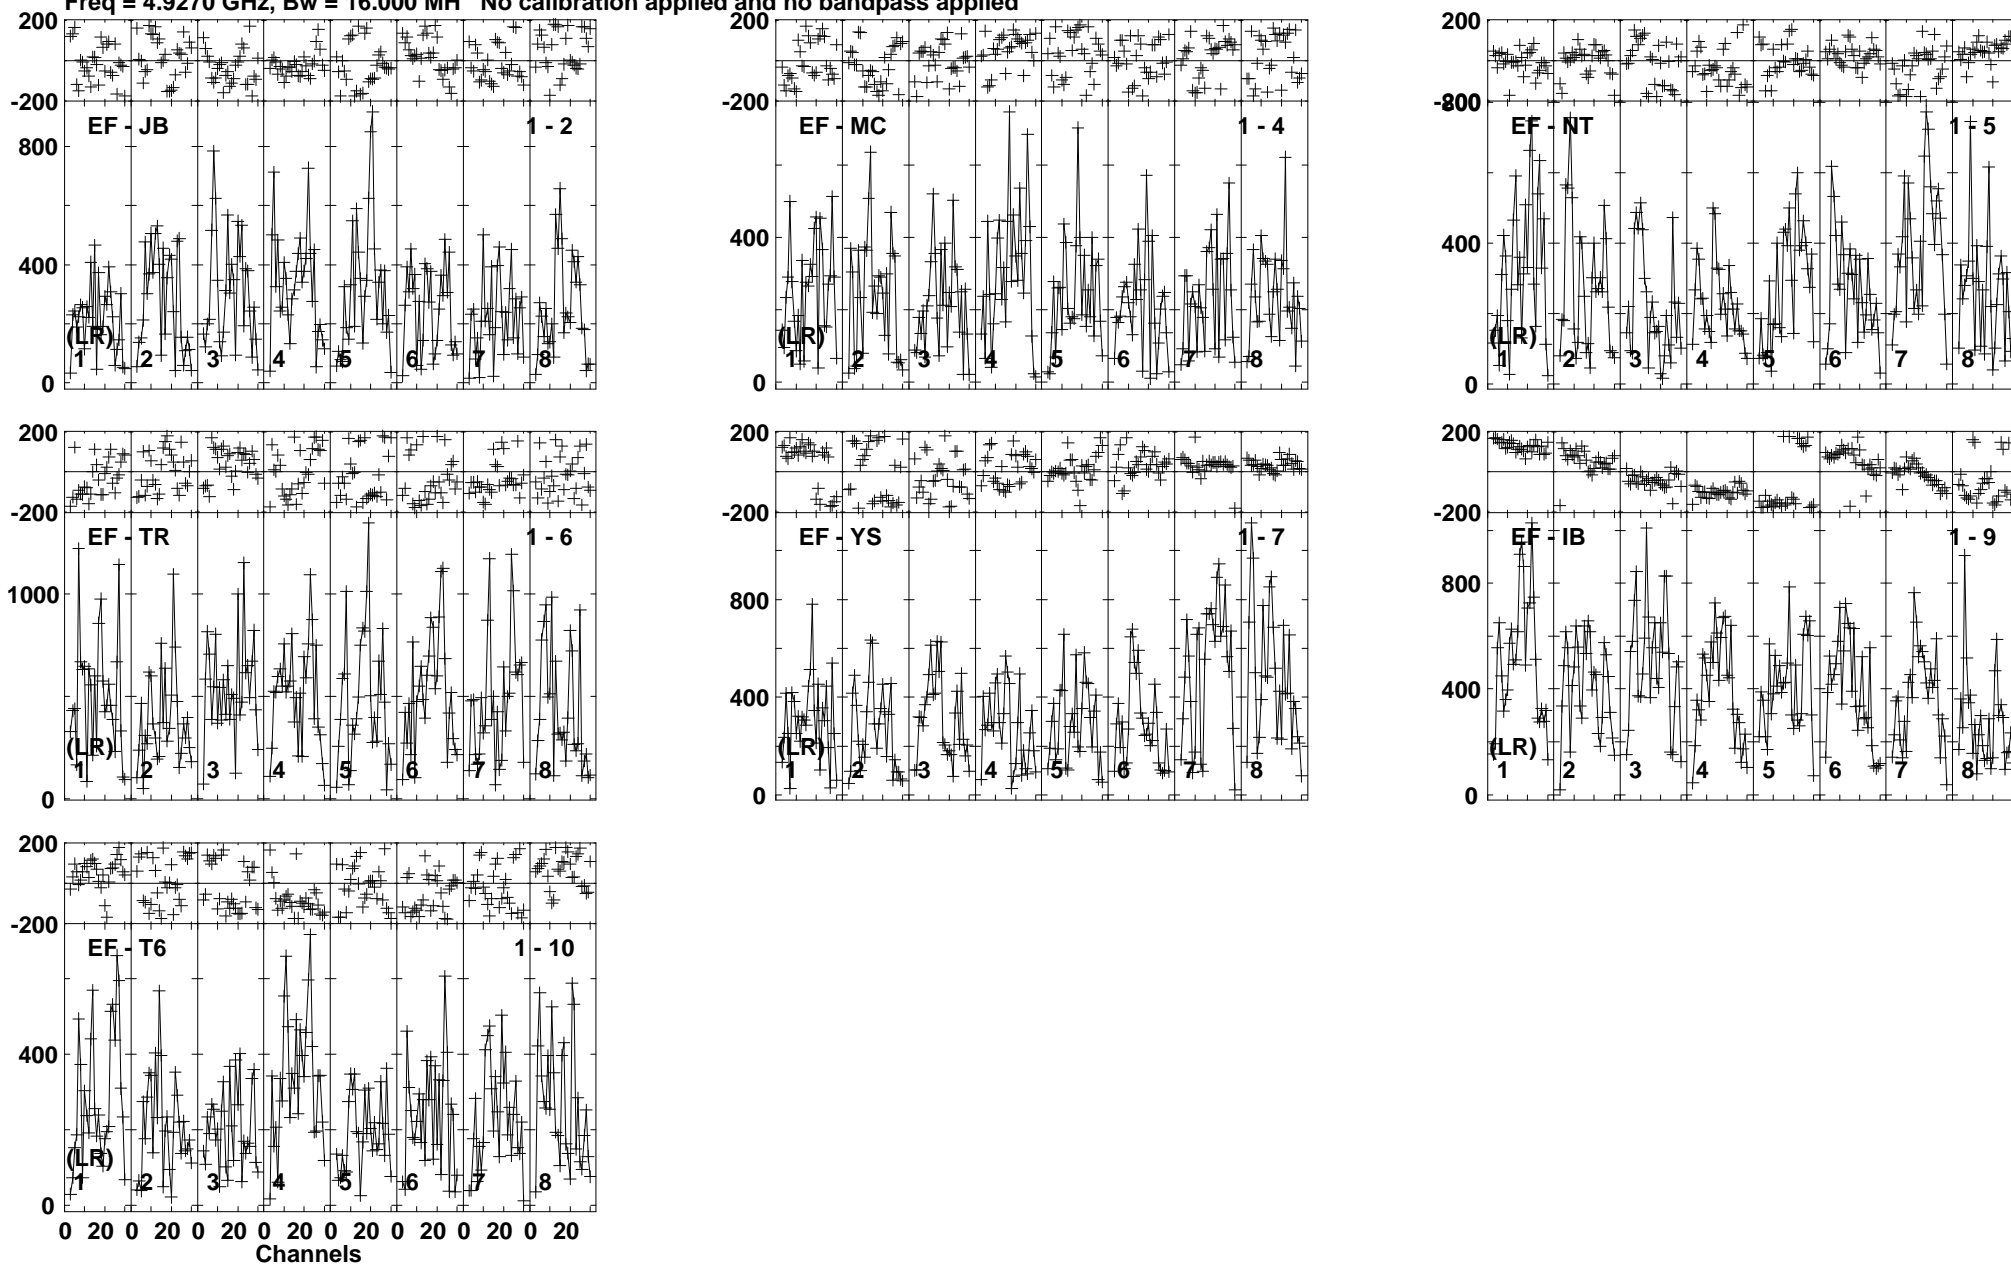 Freq = 4.9270 GHz, Bw = 16.000 MH No calibration applied and no bandpass applied
200 200 200
-200 -200 -200
EF - JB 1 - 2 EF - MC 1 - 4 800 EF - NT 1 - 5
800
400 400 400
(LR) (LR) (LR)
1 2 3 4 5 6 7 8 1 2 3 4 5 6 7 8 1 2 3 4 5 6 7 8
0 0 0
200 200 200
-200 -200 -200
EF - TR 1 - 6 EF - YS 1 - 7 EF - IB 1 - 9
1000 800 800
400 400
(LR) (LR) (LR)
1 2 3 4 5 6 7 8 1 2 3 4 5 6 7 8 1 2 3 4 5 6 7 8
0 0 0
200
-200
EF - T6 1 - 10
400
(LR)
1 2 3 4 5 6 7 8
0
0 20 0 20 0 20 0 20 0 20 0 20 0 20 0 20
Channels